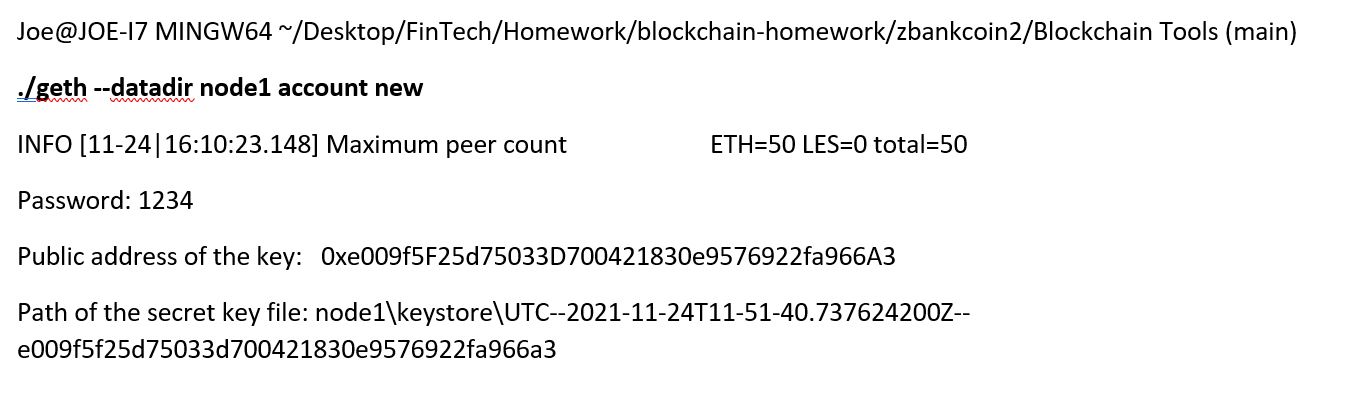 Joe@JOE-I7 MINGW64 ~/Desktop/FinTech/Homework/blockchain-homework/zbankcoin2/Blockchain Tools (main)
./geth --datadir node1 account new
INFO [11-24|16:10:23.148] Maximum peer count ETH=50 LES=0 total=50
Password: 1234
Public address of the key: 0xe009f5F25d75033D700421830e9576922fa966A3
Path of the secret key file: node1\keystore\UTC--2021-11-24T11-51-40.737624200Z--
e009f5f25d75033d700421830e9576922fa966a3